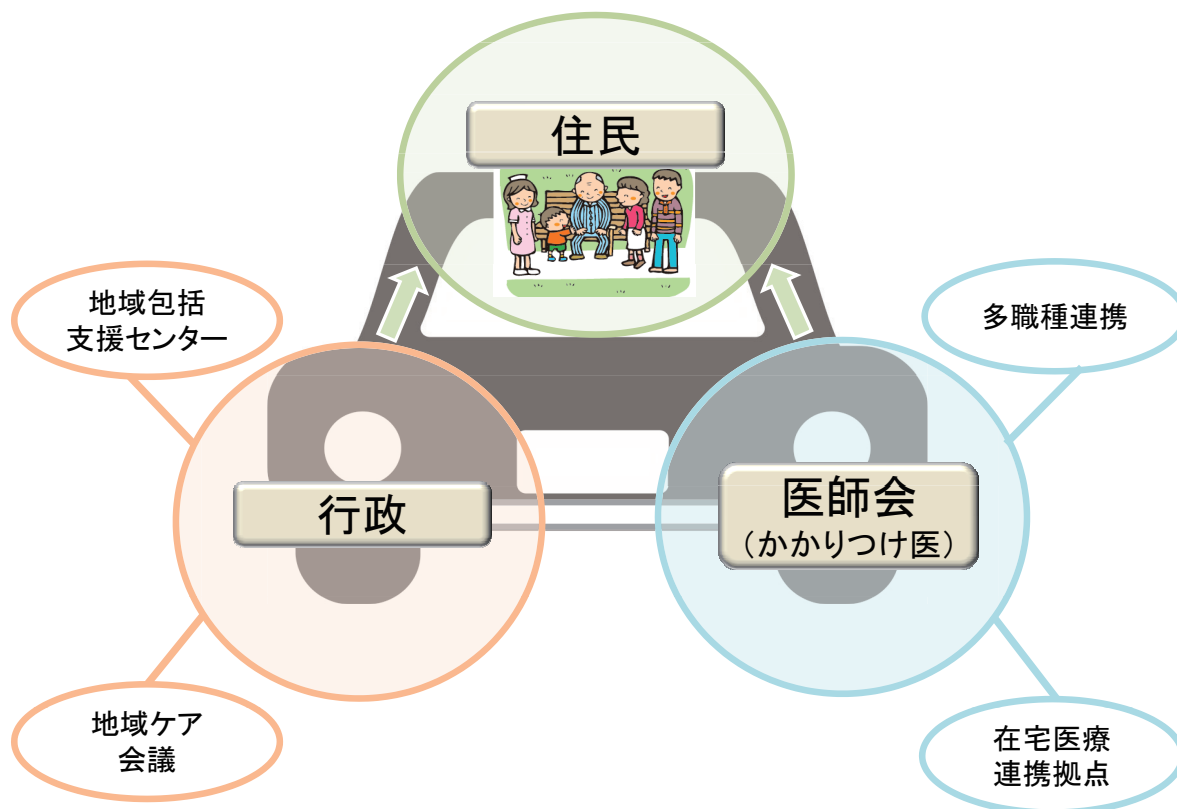 住民
地域包括
支援センター
多職種連携
行政
医師会
（かかりつけ医）
地域ケア
会議
在宅医療
連携拠点